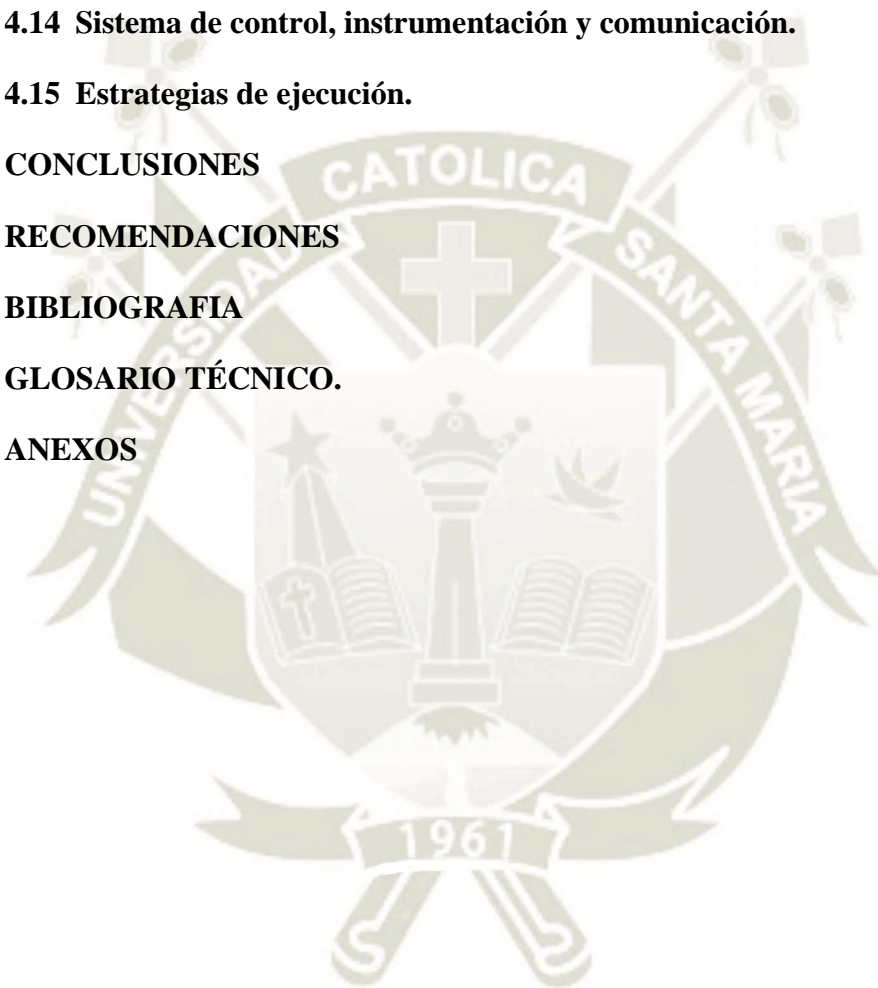 4.14 Sistema de control, instrumentación y comunicación.
4.15 Estrategias de ejecución.
CONCLUSIONES
RECOMENDACIONES
BIBLIOGRAFIA
GLOSARIO TÉCNICO.
ANEXOS
UNIVERSIDAD CATOLICA SANTA MARIA
1961